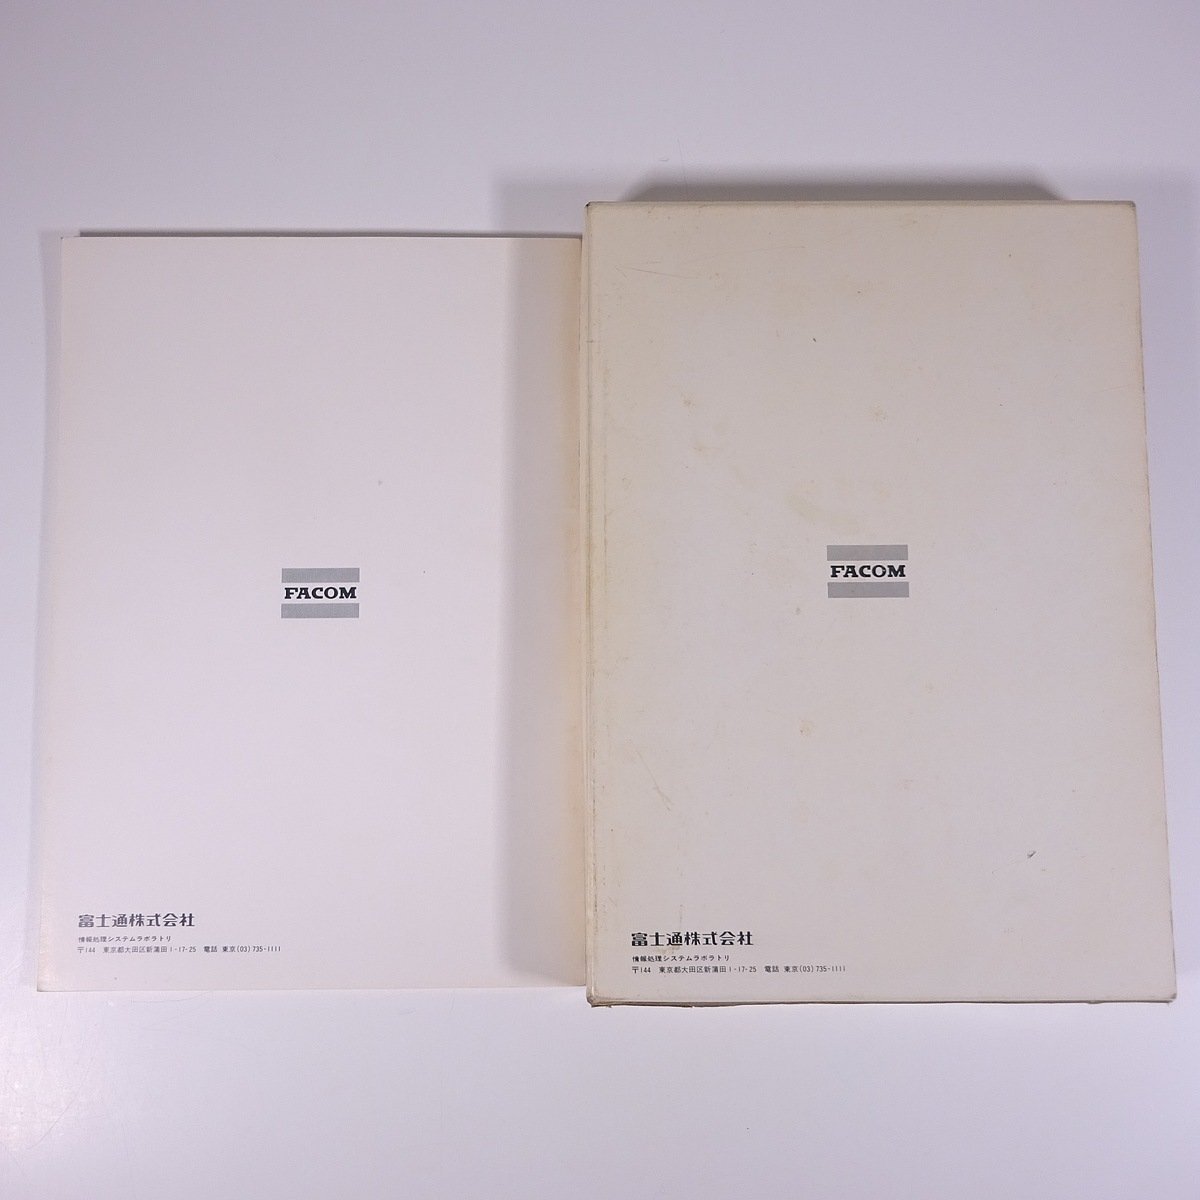 FACOM
富士通株式会社
情報処理システムラボラトリ
〒144 東京都大田区新蒲田1-17-25 電話 東京(03)735-1111
FACOM
富士通株式会社
情報処理システムラボラトリ
〒144 東京都大田区新蒲田1-17-25 電話 東京(03)735-1111